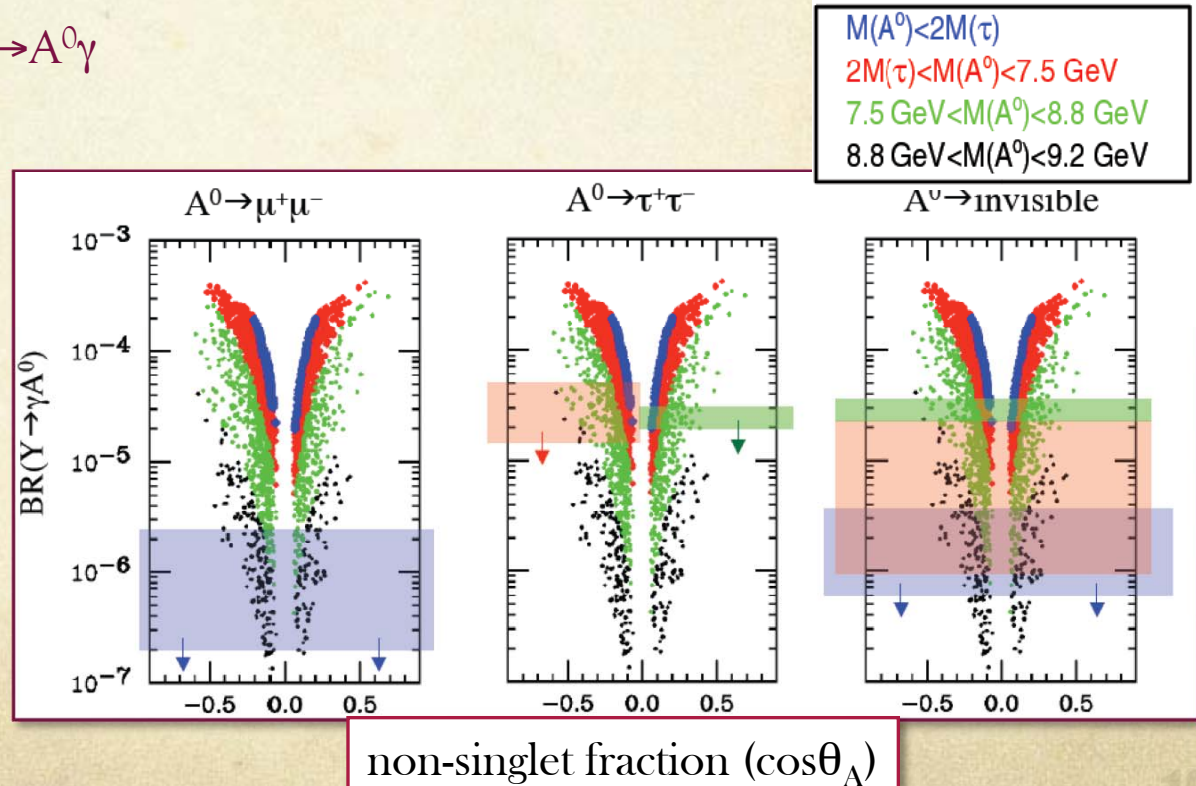 →A⁰γ
M(A⁰)<2M(τ)
2M(τ)<M(A⁰)<7.5 GeV
7.5 GeV<M(A⁰)<8.8 GeV
8.8 GeV<M(A⁰)<9.2 GeV
A⁰→μ⁺μ⁻
A⁰→τ⁺τ⁻
A⁰→invisible
BR(Υ→γA⁰)
10⁻³
10⁻⁴
10⁻⁵
10⁻⁶
10⁻⁷
−0.5 0.0 0.5
−0.5 0.0 0.5
−0.5 0.0 0.5
non-singlet fraction (cosθ_A)